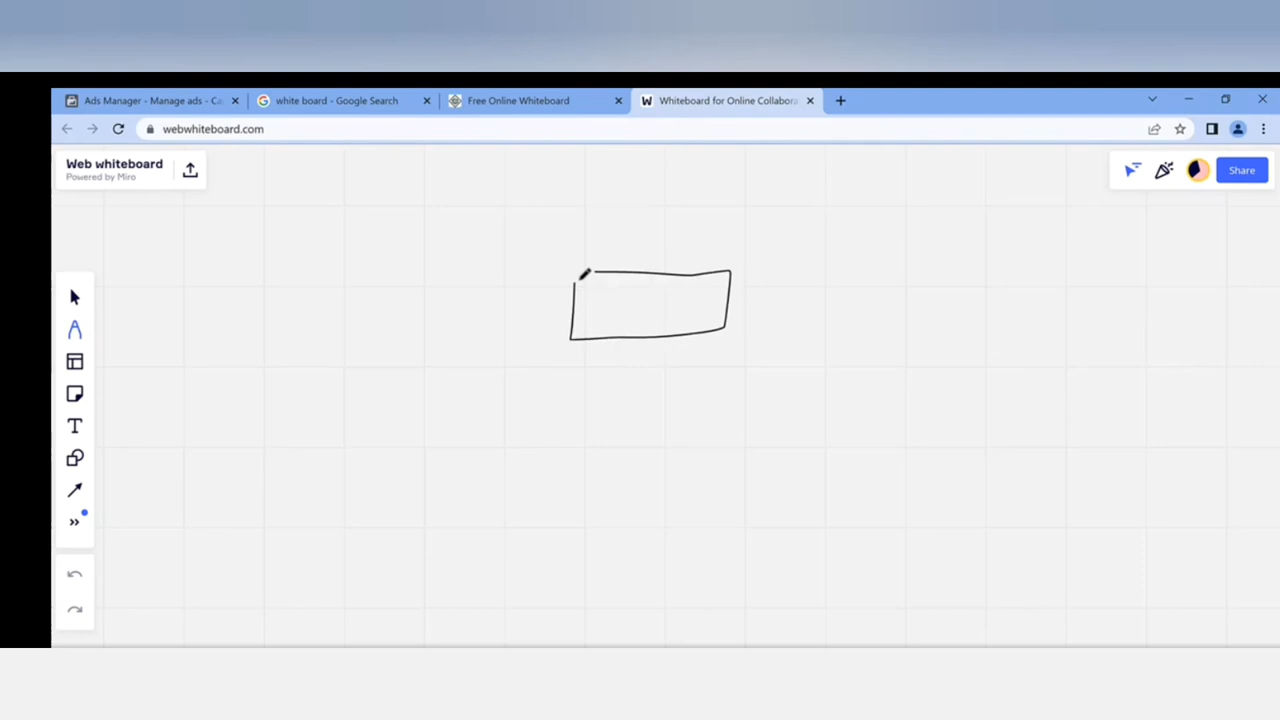 Ads Manager - Manage ads - Ca
white board - Google Search
Free Online Whiteboard
W Whiteboard for Online Collabora
webwhiteboard.com
Web whiteboard
Powered by Miro
Share
T